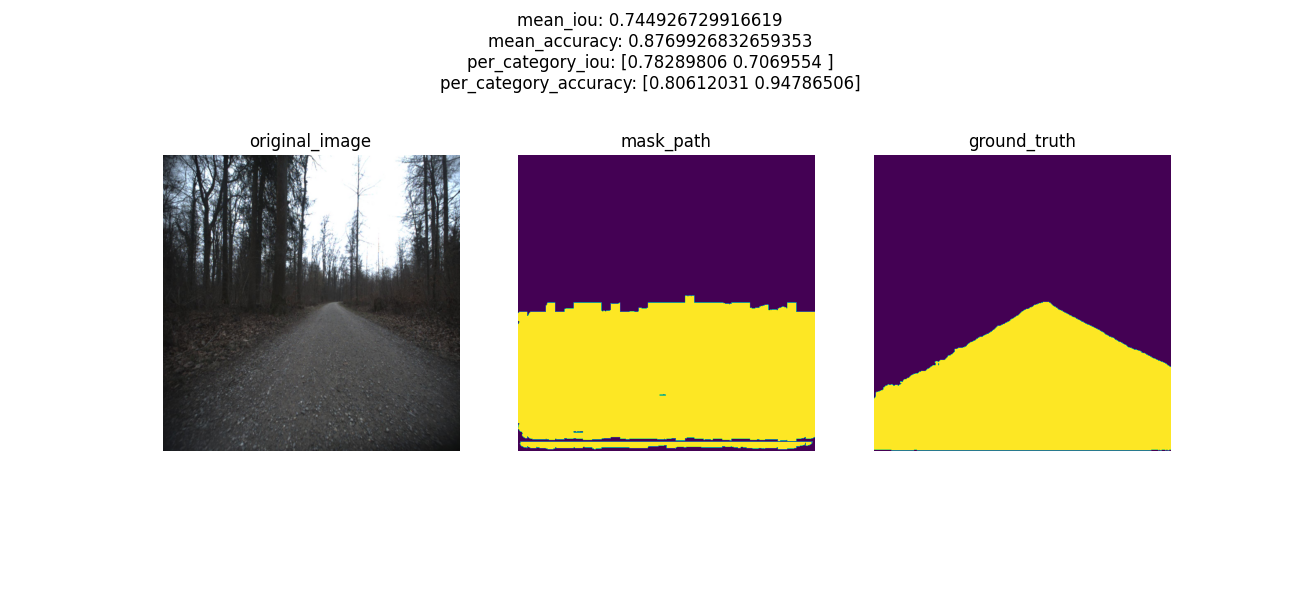 mean_iou: 0.744926729916619
mean_accuracy: 0.8769926832659353
per_category_iou: [0.78289806 0.7069554 ]
per_category_accuracy: [0.80612031 0.94786506]
original_image
mask_path
ground_truth